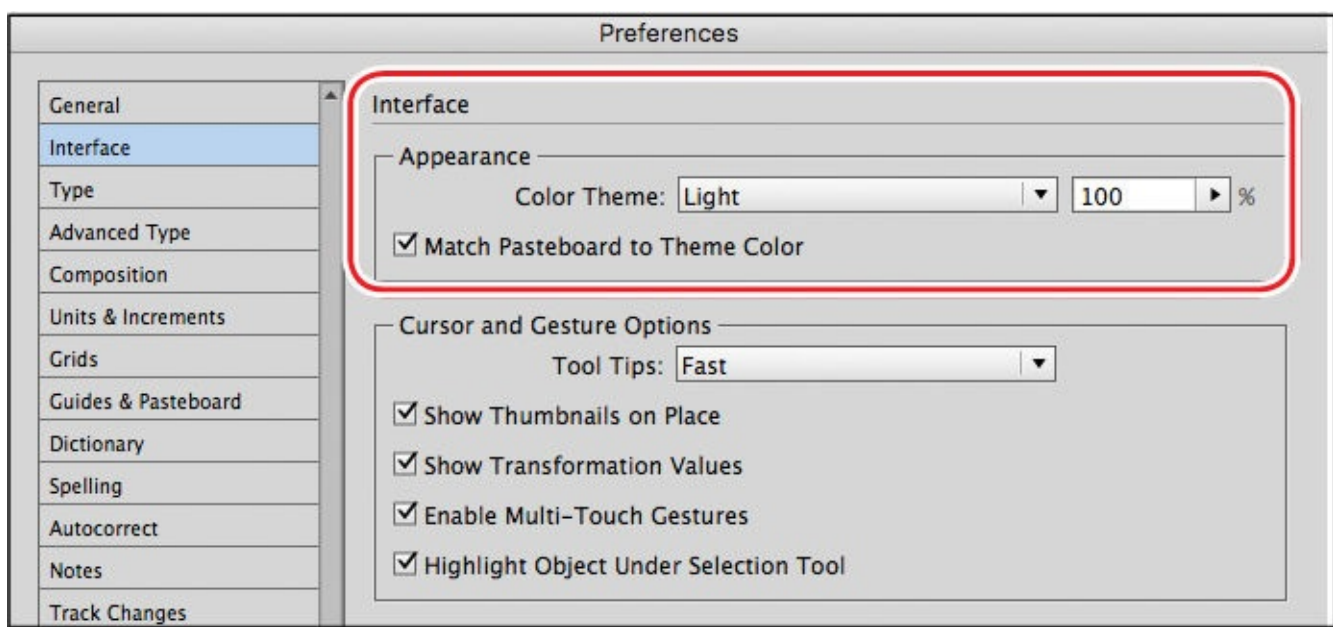 Preferences
General
Interface
Type
Advanced Type
Composition
Units & Increments
Grids
Guides & Pasteboard
Dictionary
Spelling
Autocorrect
Notes
Track Changes
Interface
Appearance
Color Theme: Light 100 %
Match Pasteboard to Theme Color
Cursor and Gesture Options
Tool Tips: Fast
Show Thumbnails on Place
Show Transformation Values
Enable Multi-Touch Gestures
Highlight Object Under Selection Tool